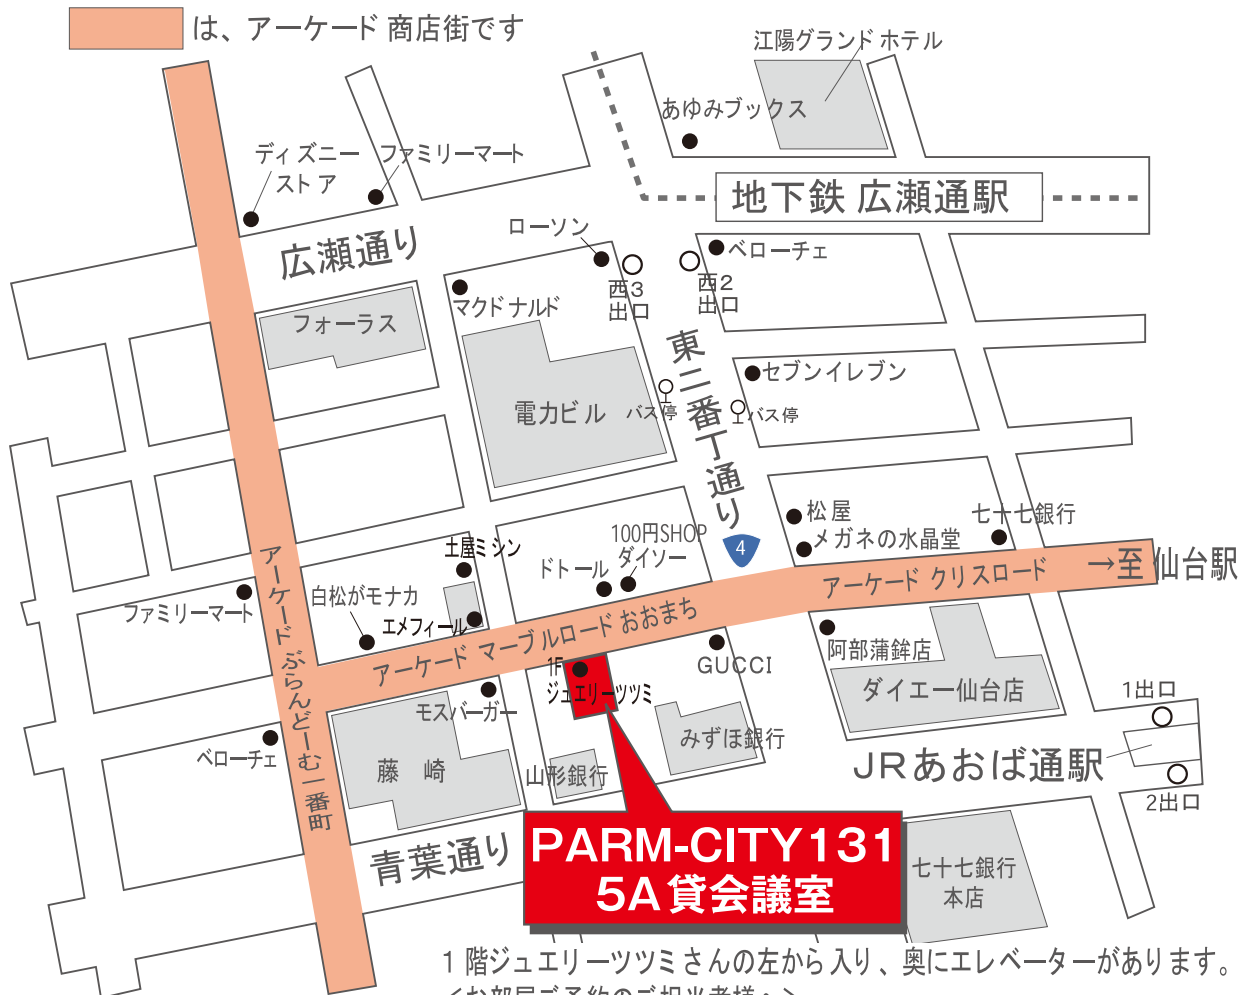 は、アーケード 商店街です
江陽グランドホテル
あゆみブックス
ディズニー
ストア
ファミリーマート
地下鉄 広瀬通駅
広瀬通り
ローソン
ベローチェ
西3
出口
西2
出口
マクドナルド
フォーラス
東二番丁通り
セブンイレブン
電力ビル
バス停
バス停
100円SHOP
ダイソー
4
松屋
メガネの水晶堂
七十七銀行
土屋ミシン
ドトール
アーケード クリスロード
→至 仙台駅
ファミリーマート
白松がモナカ
エメフィール
アーケード マーブルロード おおまち
アーケード ぶらんどーむ一番町
1F
ジュエリーツツミ
GUCCI
阿部蒲鉾店
ダイエー仙台店
モスバーガー
みずほ銀行
1出口
ベローチェ
藤 崎
山形銀行
JRあおば通駅
2出口
青葉通り
PARM-CITY131
5A貸会議室
七十七銀行
本店
1 階ジュエリーツツミさんの左から入り、奥にエレベーターがあります。
<お部屋ご予約のご担当者様へ>